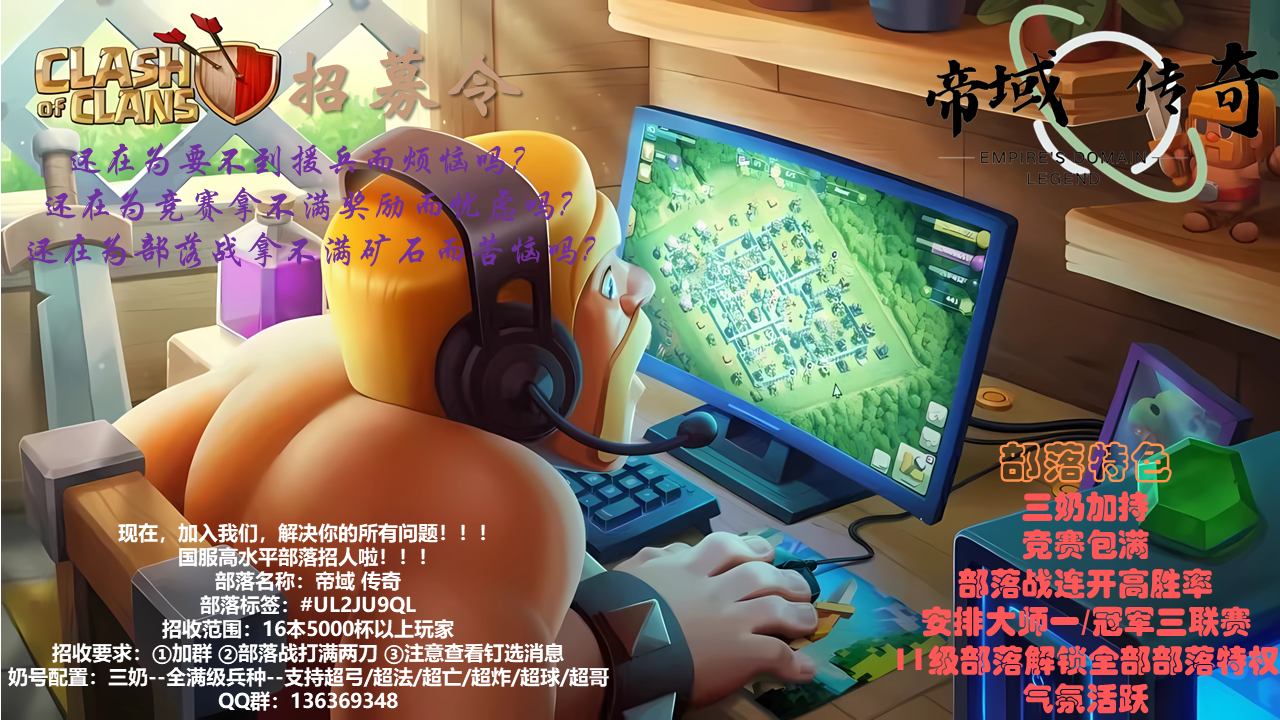 CLASH
OF CLANS
招募令
还在为要不到援兵而烦恼吗?
还在为竞赛拿不满奖励而忧虑吗?
还在为部落战拿不满矿石而苦恼吗?
帝域 传奇
EMPIRE'S DOMAIN
LEGEND
现在，加入我们，解决你的所有问题！！！
国服高水平部落招人啦！！！
部落名称：帝域 传奇
部落标签：#UL2JU9QL
招收范围：16本5000杯以上玩家
招收要求：①加群 ②部落战打满两刀 ③注意查看钉选消息
奶号配置：三奶--全满级兵种--支持超弓/超法/超亡/超炸/超球/超哥
QQ群：136369348
部落特色
三奶加持
竞赛包满
部落战连开高胜率
安排大师一/冠军三联赛
11级部落解锁全部部落特权
气氛活跃